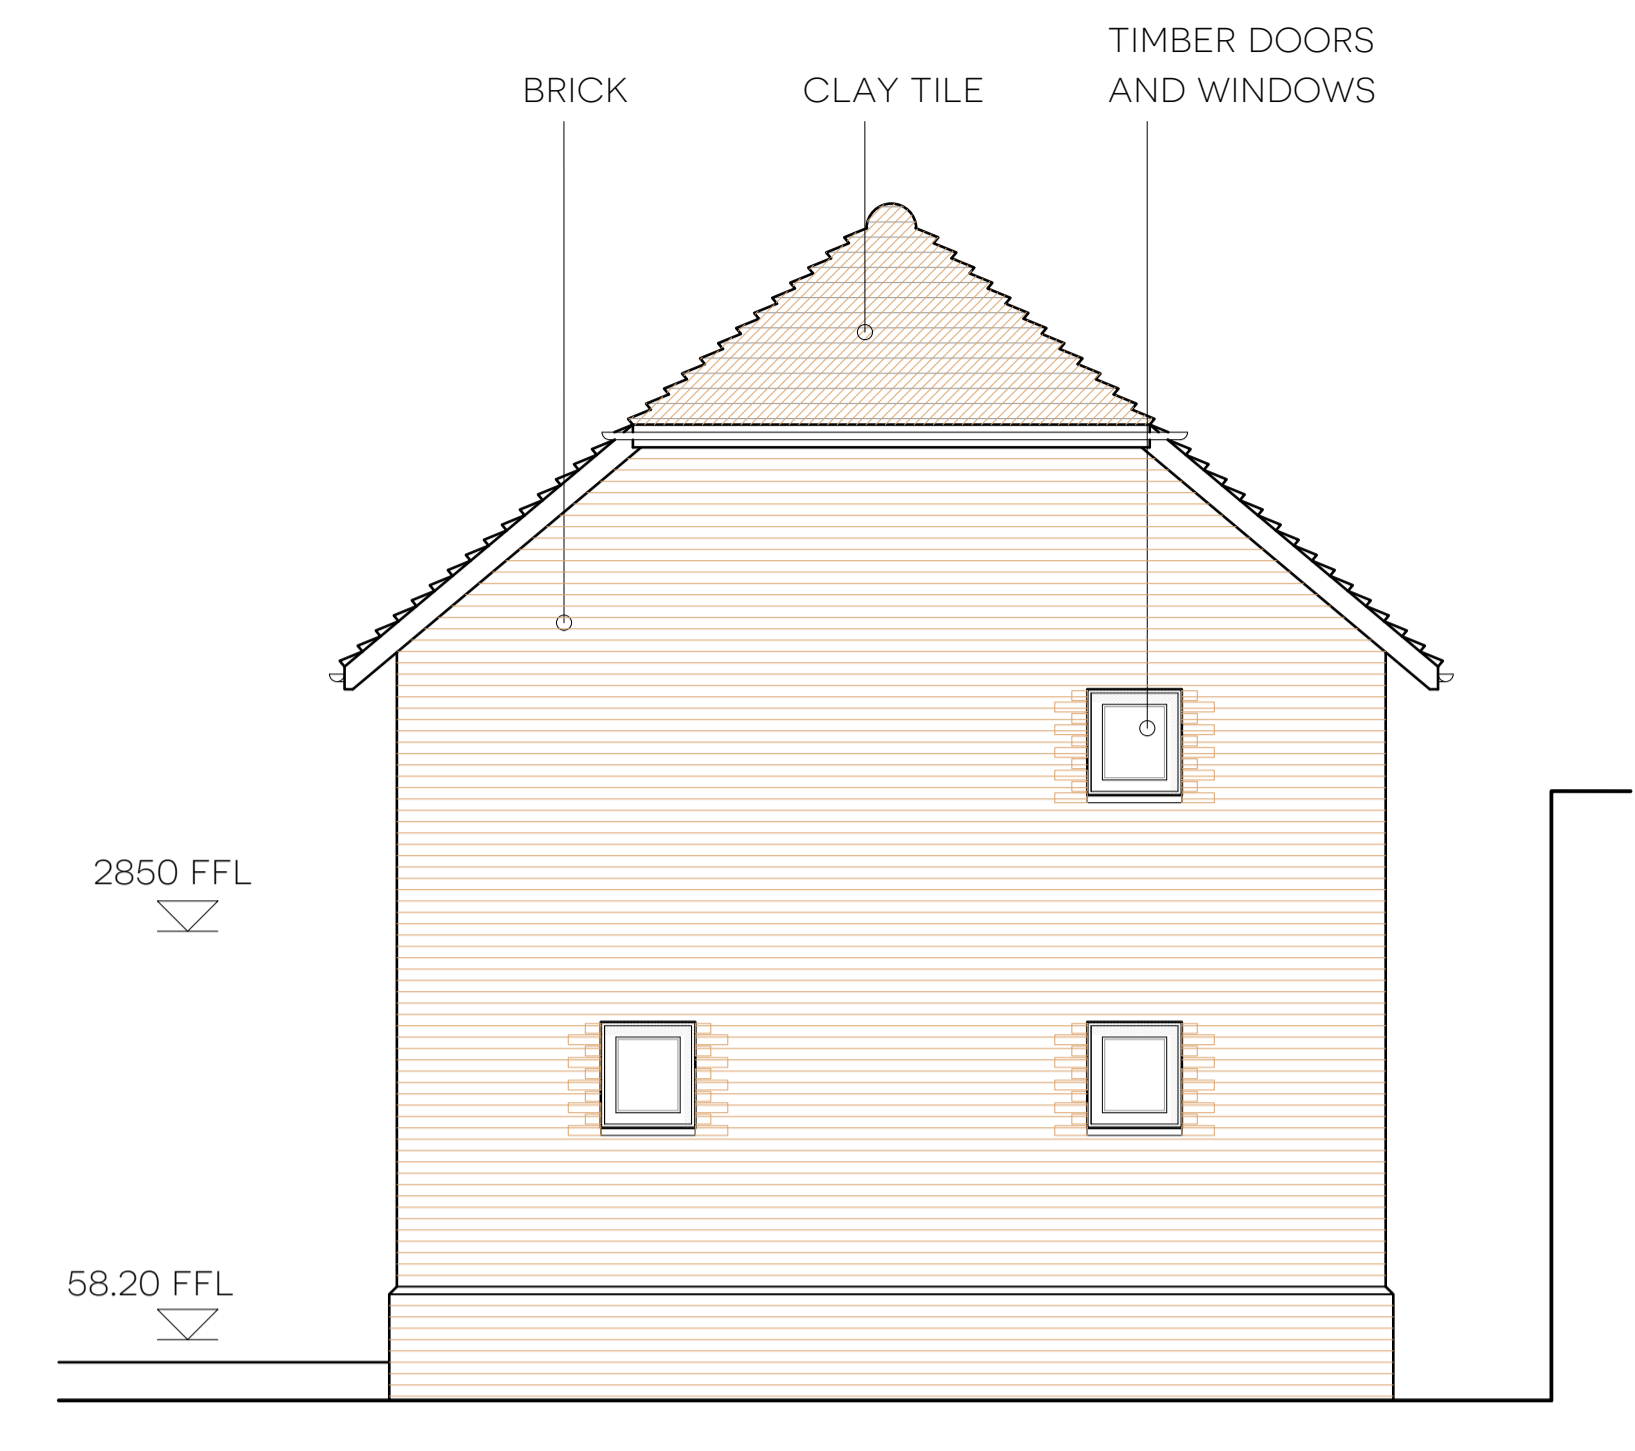 TIMBER DOORS
AND WINDOWS
BRICK
CLAY TILE
2850 FFL
58.20 FFL